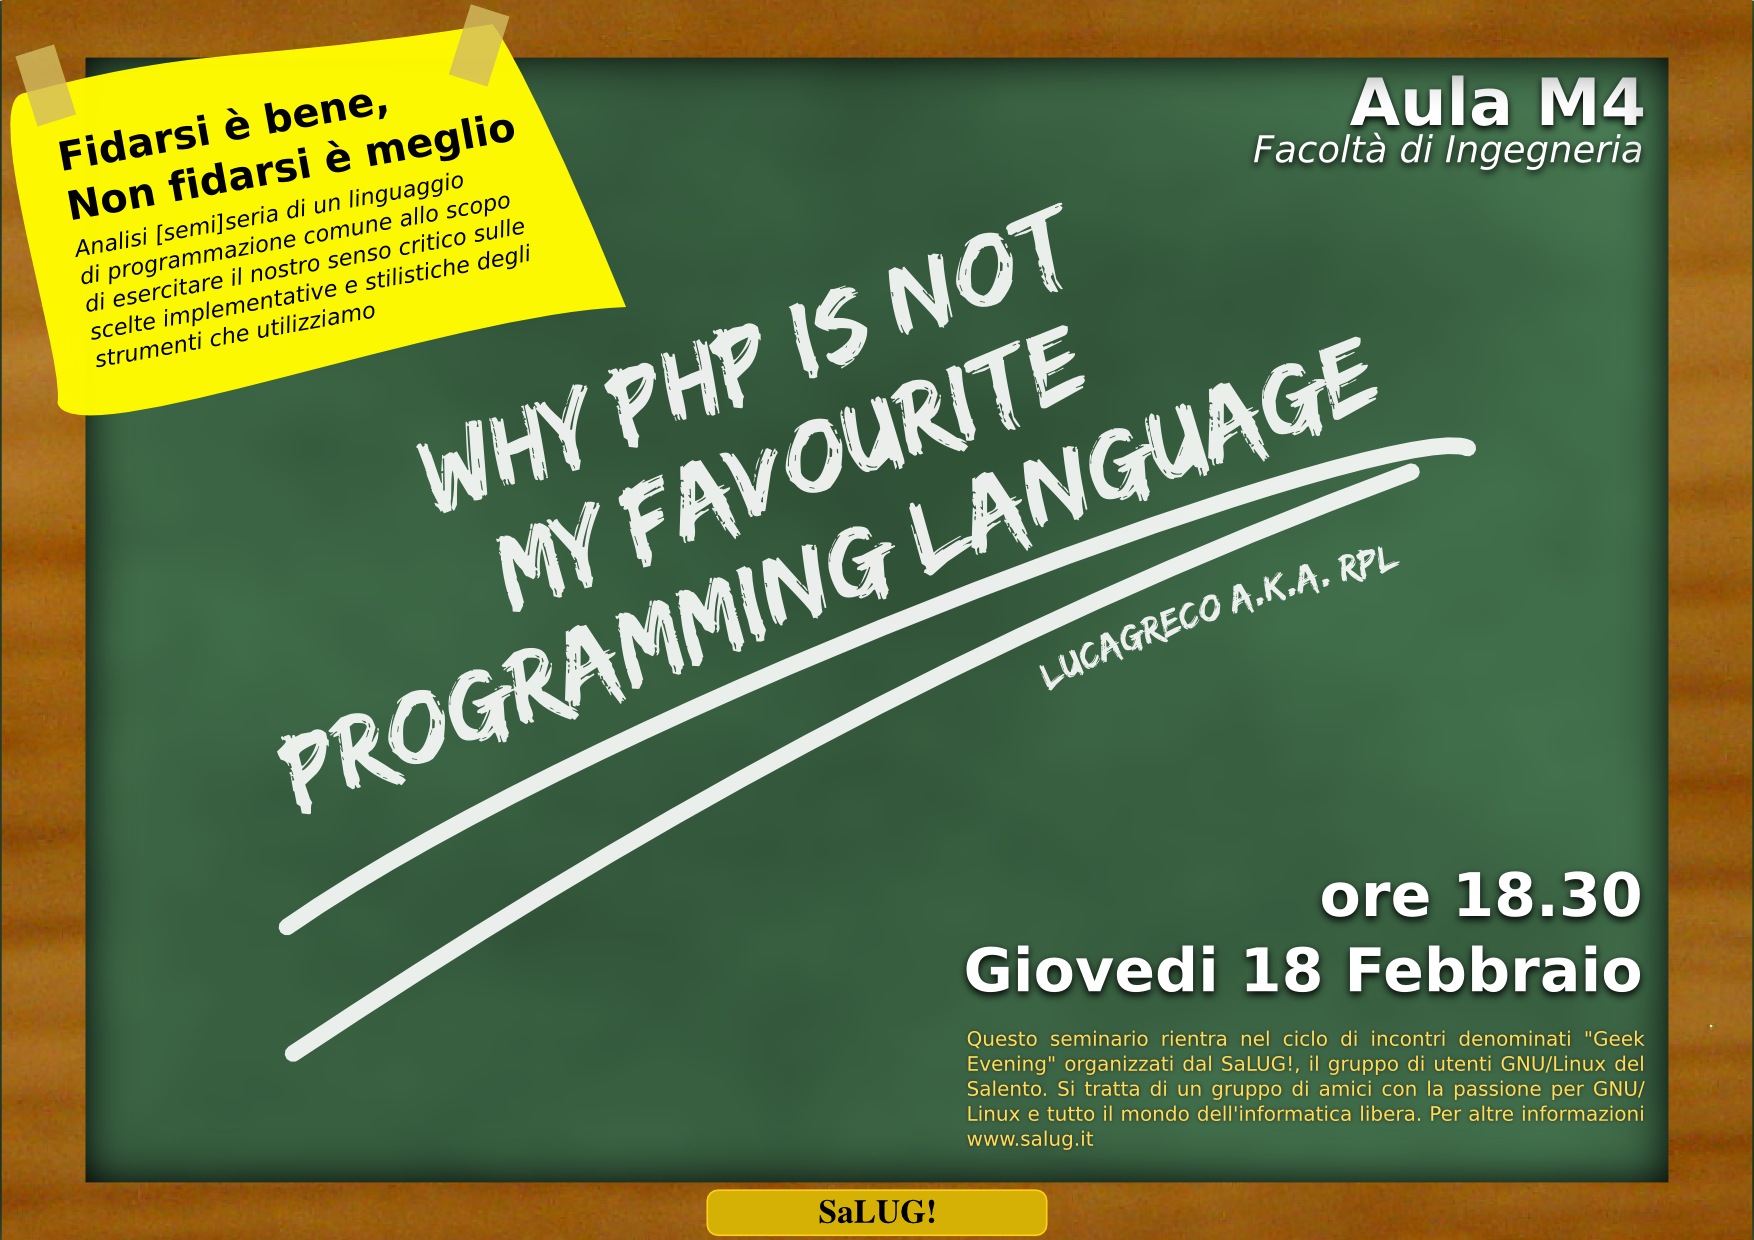 Fidarsi è bene,
Non fidarsi è meglio
Analisi [semi]seria di un linguaggio
di programmazione comune allo scopo
di esercitare il nostro senso critico sulle
scelte implementative e stilistiche degli
strumenti che utilizziamo
Aula M4
Facoltà di Ingegneria
WHY PHP IS NOT
MY FAVOURITE
PROGRAMMING LANGUAGE
LUCAGRECO A.K.A. RPL
ore 18.30
Giovedi 18 Febbraio
Questo seminario rientra nel ciclo di incontri denominati "Geek
Evening" organizzati dal SaLUG!, il gruppo di utenti GNU/Linux del
Salento. Si tratta di un gruppo di amici con la passione per GNU/
Linux e tutto il mondo dell'informatica libera. Per altre informazioni
www.salug.it
SaLUG!